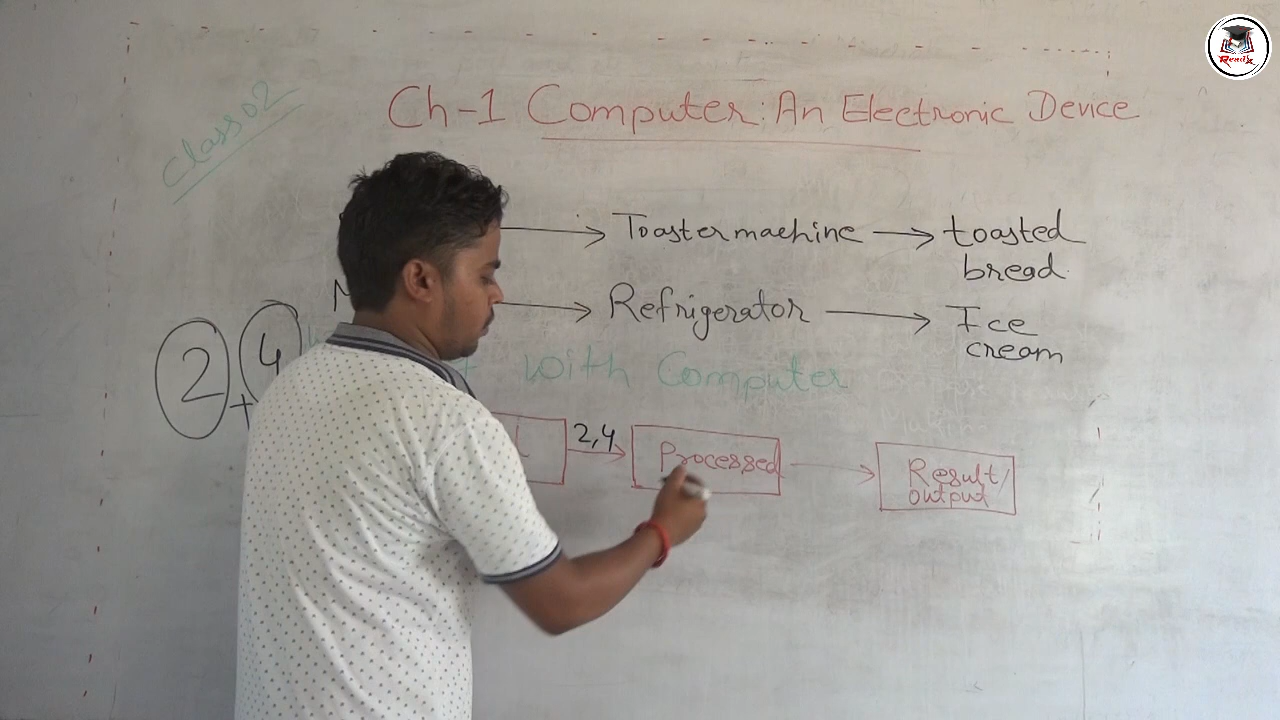 Class 02
Ch-1 Computer: An Electronic Device
→ Toaster machine → toasted
bread.
→ Refrigerator → Ice
cream
with Computer
2 + 4
2,4
Processed
Result/
output
ReadX